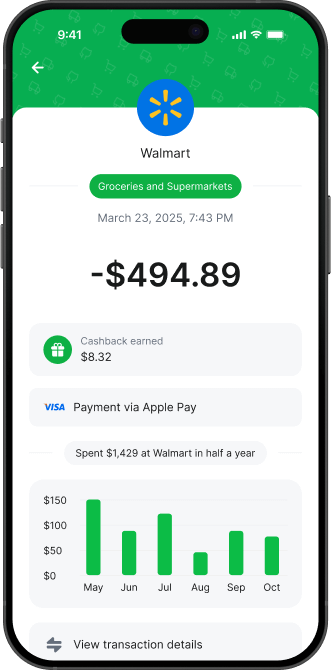 9:41
Walmart
Groceries and Supermarkets
March 23, 2025, 7:43 PM
-$494.89
Cashback earned
$8.32
VISA Payment via Apple Pay
Spent $1,429 at Walmart in half a year
$150
$100
$50
$0
May Jun Jul Aug Sep Oct
View transaction details